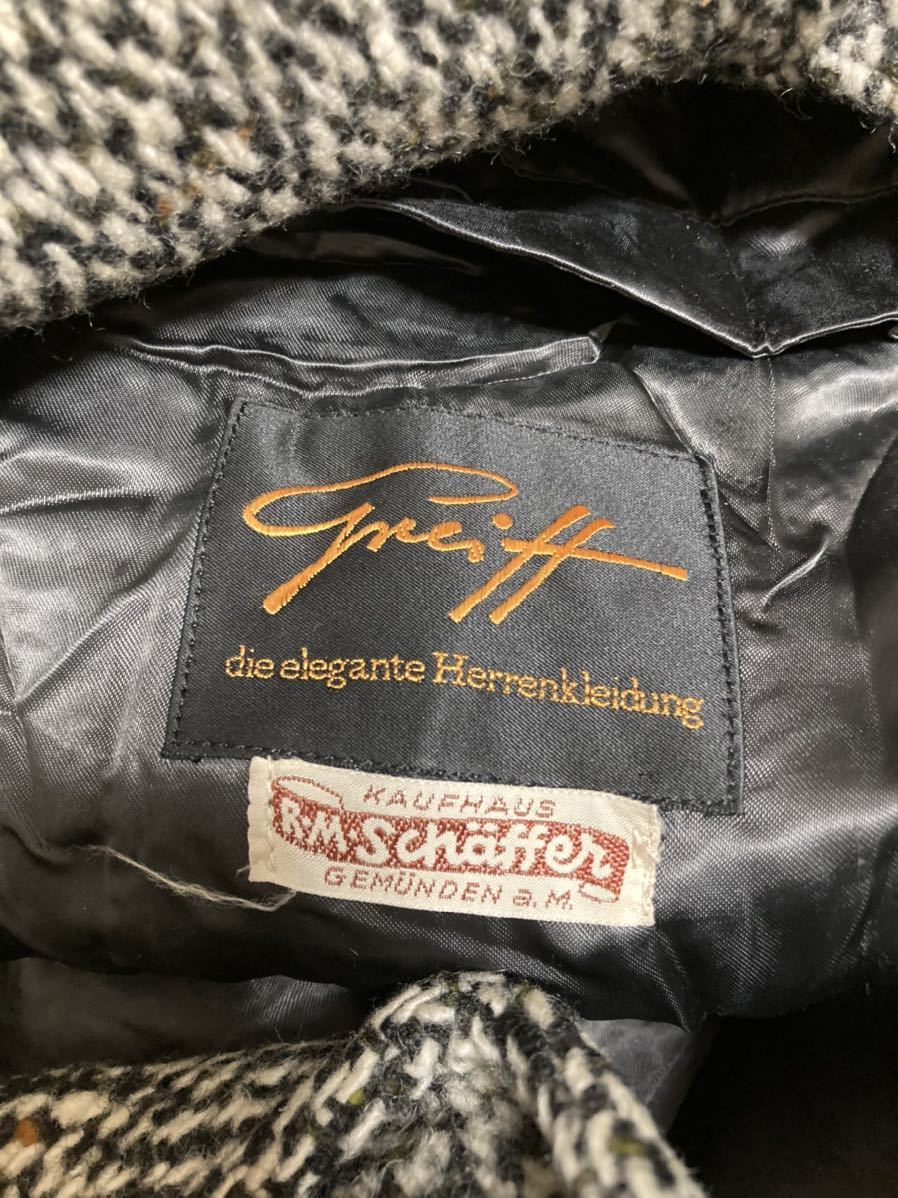 Greiff
die elegante Herrenkleidung
KAUFHAUS
R.M.Schäffer
GEMÜNDEN a.M.